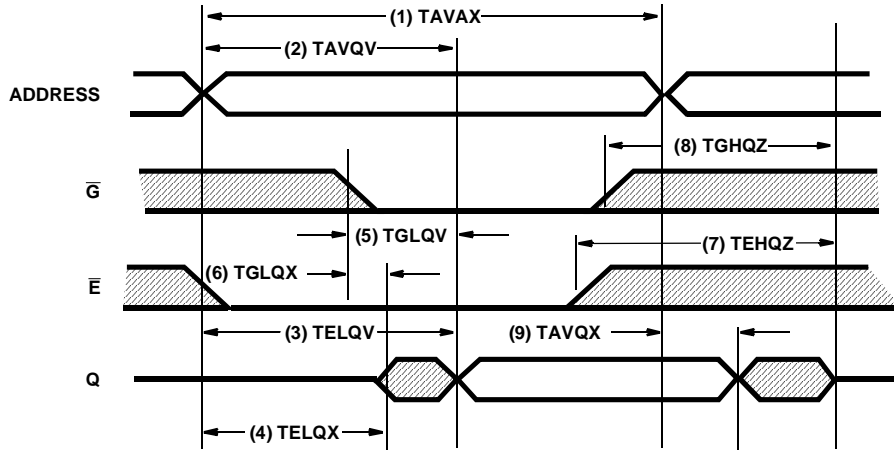 (1) TAVAX
(2) TAVQV
ADDRESS
(8) TGHQZ
G̅
(5) TGLQV
(7) TEHQZ
(6) TGLQX
E̅
(3) TELQV
(9) TAVQX
Q
(4) TELQX